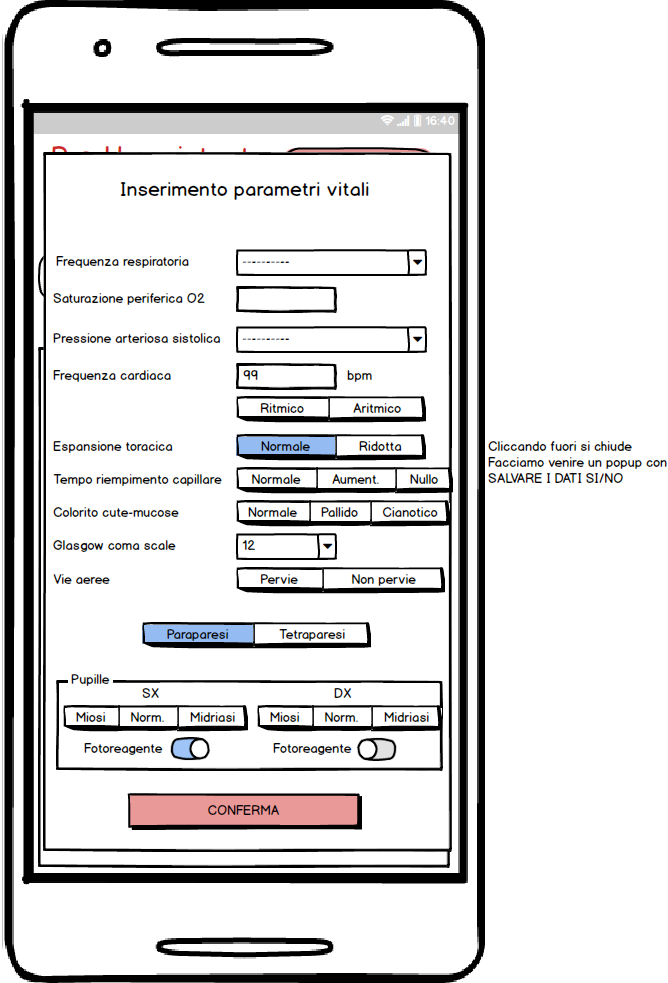 16:40
Inserimento parametri vitali
Frequenza respiratoria ----------
Saturazione periferica O2
Pressione arteriosa sistolica ----------
Frequenza cardiaca 99 bpm
Ritmico Aritmico
Espansione toracica Normale Ridotta
Tempo riempimento capillare Normale Aument. Nullo
Colorito cute-mucose Normale Pallido Cianotico
Glasgow coma scale 12
Vie aeree Pervie Non pervie
Paraparesi Tetraparesi
Pupille
SX DX
Miosi Norm. Midriasi Miosi Norm. Midriasi
Fotoreagente Fotoreagente
CONFERMA
Cliccando fuori si chiude
Facciamo venire un popup con
SALVARE I DATI SI/NO